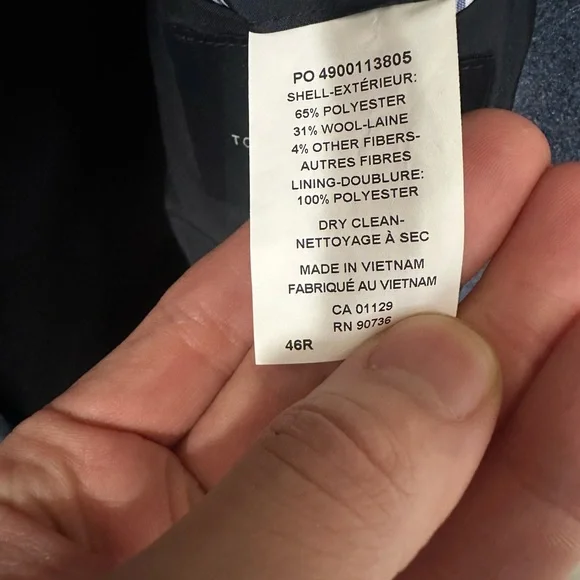 PO 4900113805
SHELL-EXTÉRIEUR:
65% POLYESTER
31% WOOL-LAINE
4% OTHER FIBERS-
AUTRES FIBRES
LINING-DOUBLURE:
100% POLYESTER
DRY CLEAN-
NETTOYAGE À SEC
MADE IN VIETNAM
FABRIQUÉ AU VIETNAM
CA 01129
RN 90736
46R